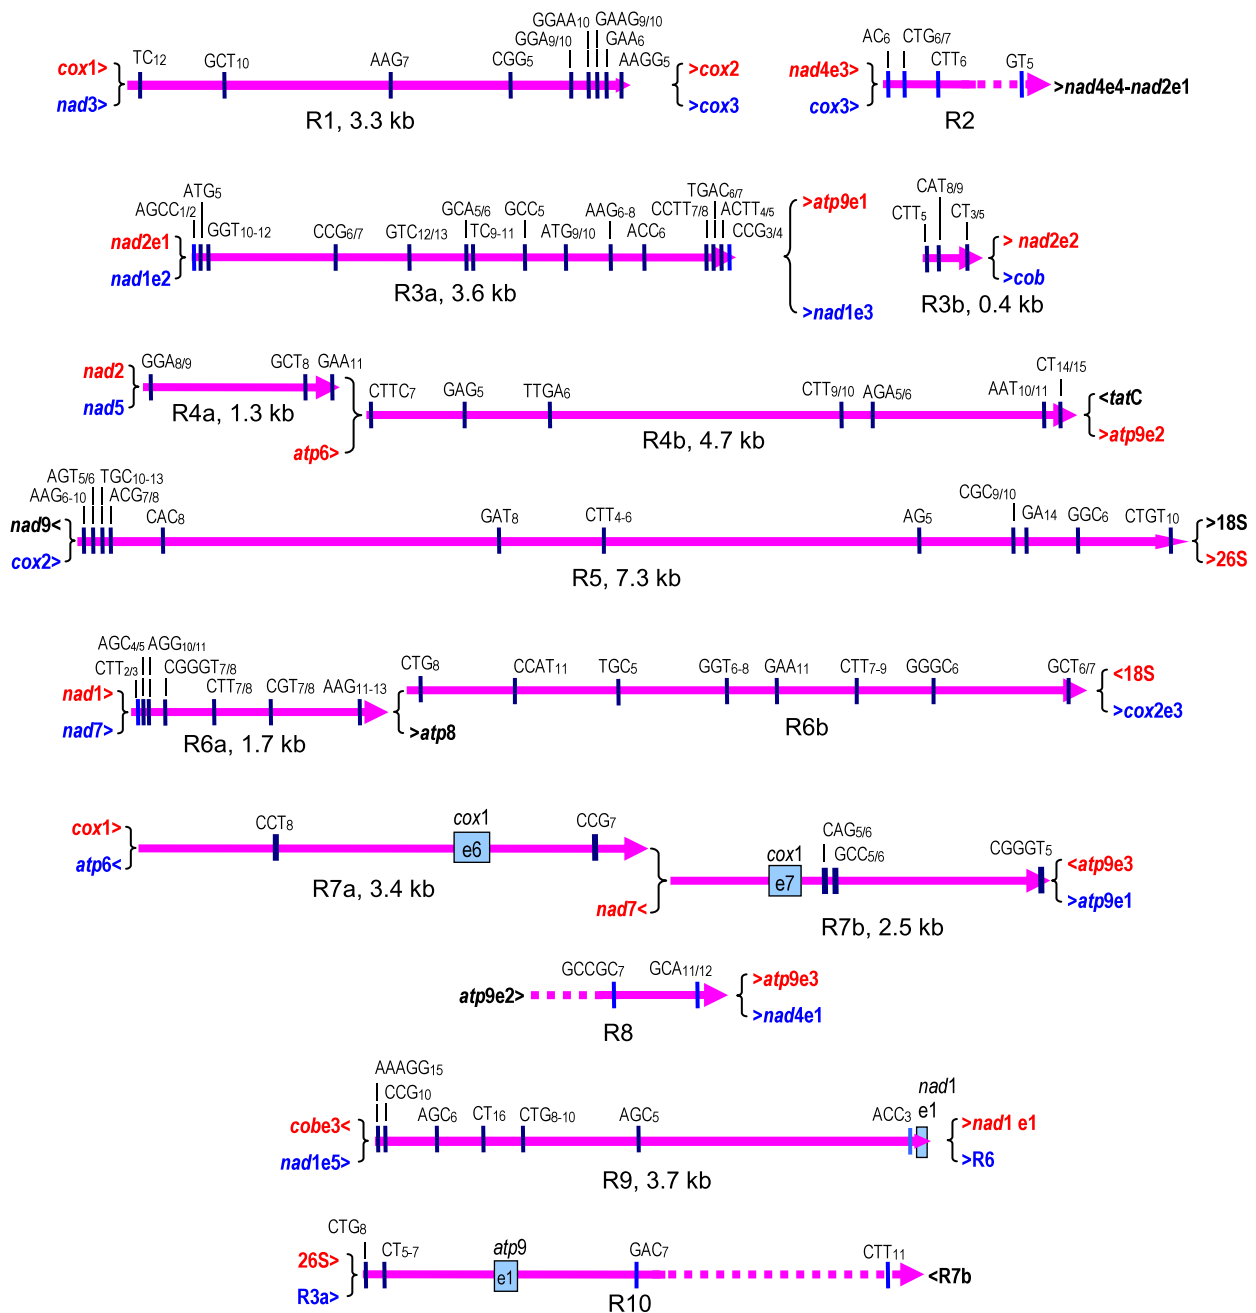 GGAA10 GAAG9/10
TC12 GCT10 AAG7 CGG5 GGA9/10 GAA6 AAGG5
cox1> >cox2
nad3> >cox3
R1, 3.3 kb
AC6 CTG6/7
CTT6 GT5
nad4e3> >nad4e4-nad2e1
cox3>
R2
ATG5 TGAC6/7
AGCC1/2 GGT10-12 CCG6/7 GTC12/13 GCA5/6 TC9-11 GCC5 ATG9/10 AAG6-8 ACC6 CCTT7/8 ACTT4/5 CCG3/4
nad2e1 >atp9e1
nad1e2 >nad1e3
R3a, 3.6 kb
CAT8/9
CTT5 CT3/5
> nad2e2
>cob
R3b, 0.4 kb
nad2 GGA8/9 GCT8 GAA11
nad5
R4a, 1.3 kb
atp6>
CT14/15
CTTC7 GAG5 TTGA6 CTT9/10 AGA5/6 AAT10/11
<tatC
>atp9e2
R4b, 4.7 kb
AGT5/6 TGC10-13
AAG6-10 ACG7/8
CAC8 GAT8 CTT4-6 AG5 CGC9/10 GA14 GGC6 CTGT10
nad9< >18S
cox2> >26S
R5, 7.3 kb
AGC4/5 AGG10/11
CTT2/3 CGGGT7/8
CTT7/8 CGT7/8 AAG11-13
nad1>
nad7> >atp8
R6a, 1.7 kb
CTG8 CCAT11 TGC5 GGT6-8 GAA11 CTT7-9 GGGC6 GCT6/7
<18S
>cox2e3
R6b
cox1> CCT8 cox1 CCG7
e6
atp6<
R7a, 3.4 kb
nad7<
cox1 CAG5/6
e7 GCC5/6 CGGGT5
<atp9e3
>atp9e1
R7b, 2.5 kb
GCCGC7 GCA11/12
atp9e2> >atp9e3
>nad4e1
R8
AAAGG15
CCG10
AGC6 CT16 CTG8-10 AGC5 ACC3 nad1
e1
cobe3< >nad1 e1
nad1e5> >R6
R9, 3.7 kb
CTG8
CT5-7 atp9 GAC7 CTT11
e1
26S>
R3a> <R7b
R10